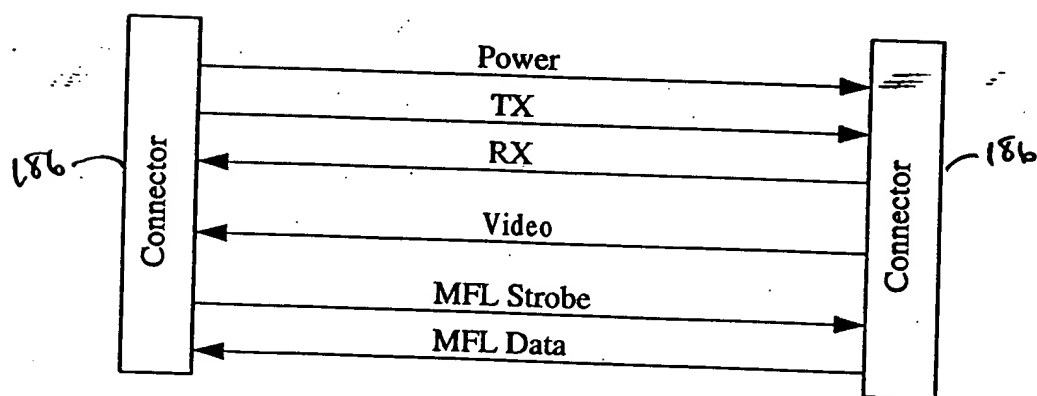 Power
TX
RX
Video
MFL Strobe
MFL Data
Connector
Connector
186
186